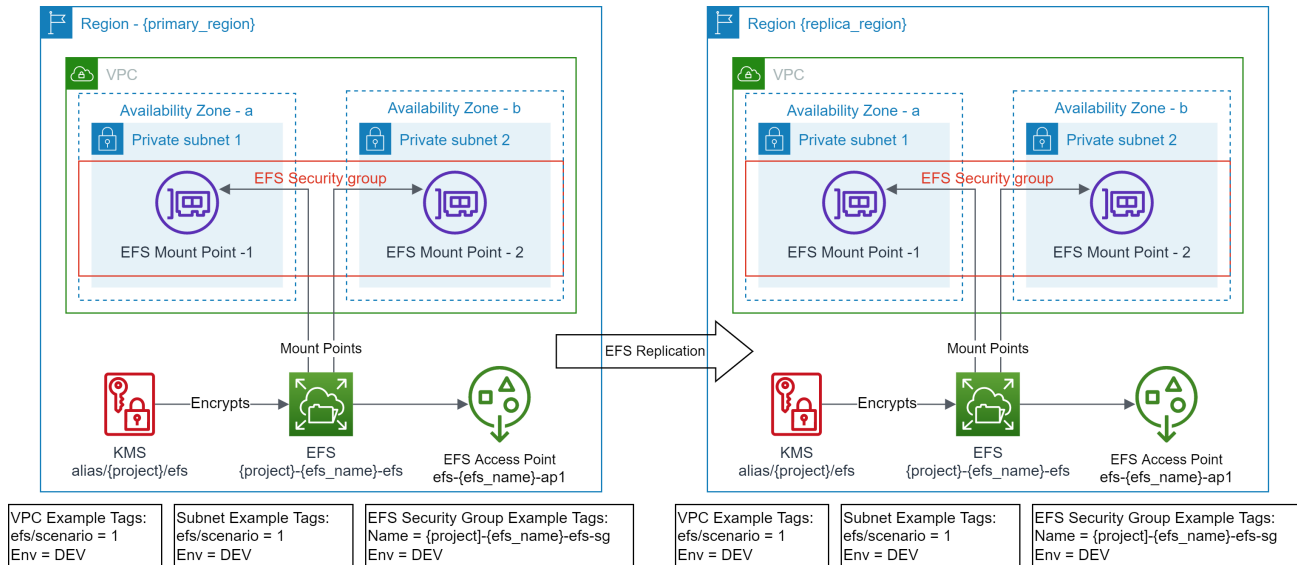 Region - {primary_region}
VPC
Availability Zone - a
Availability Zone - b
Private subnet 1
Private subnet 2
EFS Security group
EFS Mount Point -1
EFS Mount Point - 2
Mount Points
Encrypts
KMS
alias/{project}/efs
EFS
{project}-{efs_name}-efs
EFS Access Point
efs-{efs_name}-ap1
VPC Example Tags:
efs/scenario = 1
Env = DEV
Subnet Example Tags:
efs/scenario = 1
Env = DEV
EFS Security Group Example Tags:
Name = {project}-{efs_name}-efs-sg
Env = DEV
EFS Replication
Region {replica_region}
VPC
Availability Zone - a
Availability Zone - b
Private subnet 1
Private subnet 2
EFS Security group
EFS Mount Point -1
EFS Mount Point - 2
Mount Points
Encrypts
KMS
alias/{project}/efs
EFS
{project}-{efs_name}-efs
EFS Access Point
efs-{efs_name}-ap1
VPC Example Tags:
efs/scenario = 1
Env = DEV
Subnet Example Tags:
efs/scenario = 1
Env = DEV
EFS Security Group Example Tags:
Name = {project}-{efs_name}-efs-sg
Env = DEV